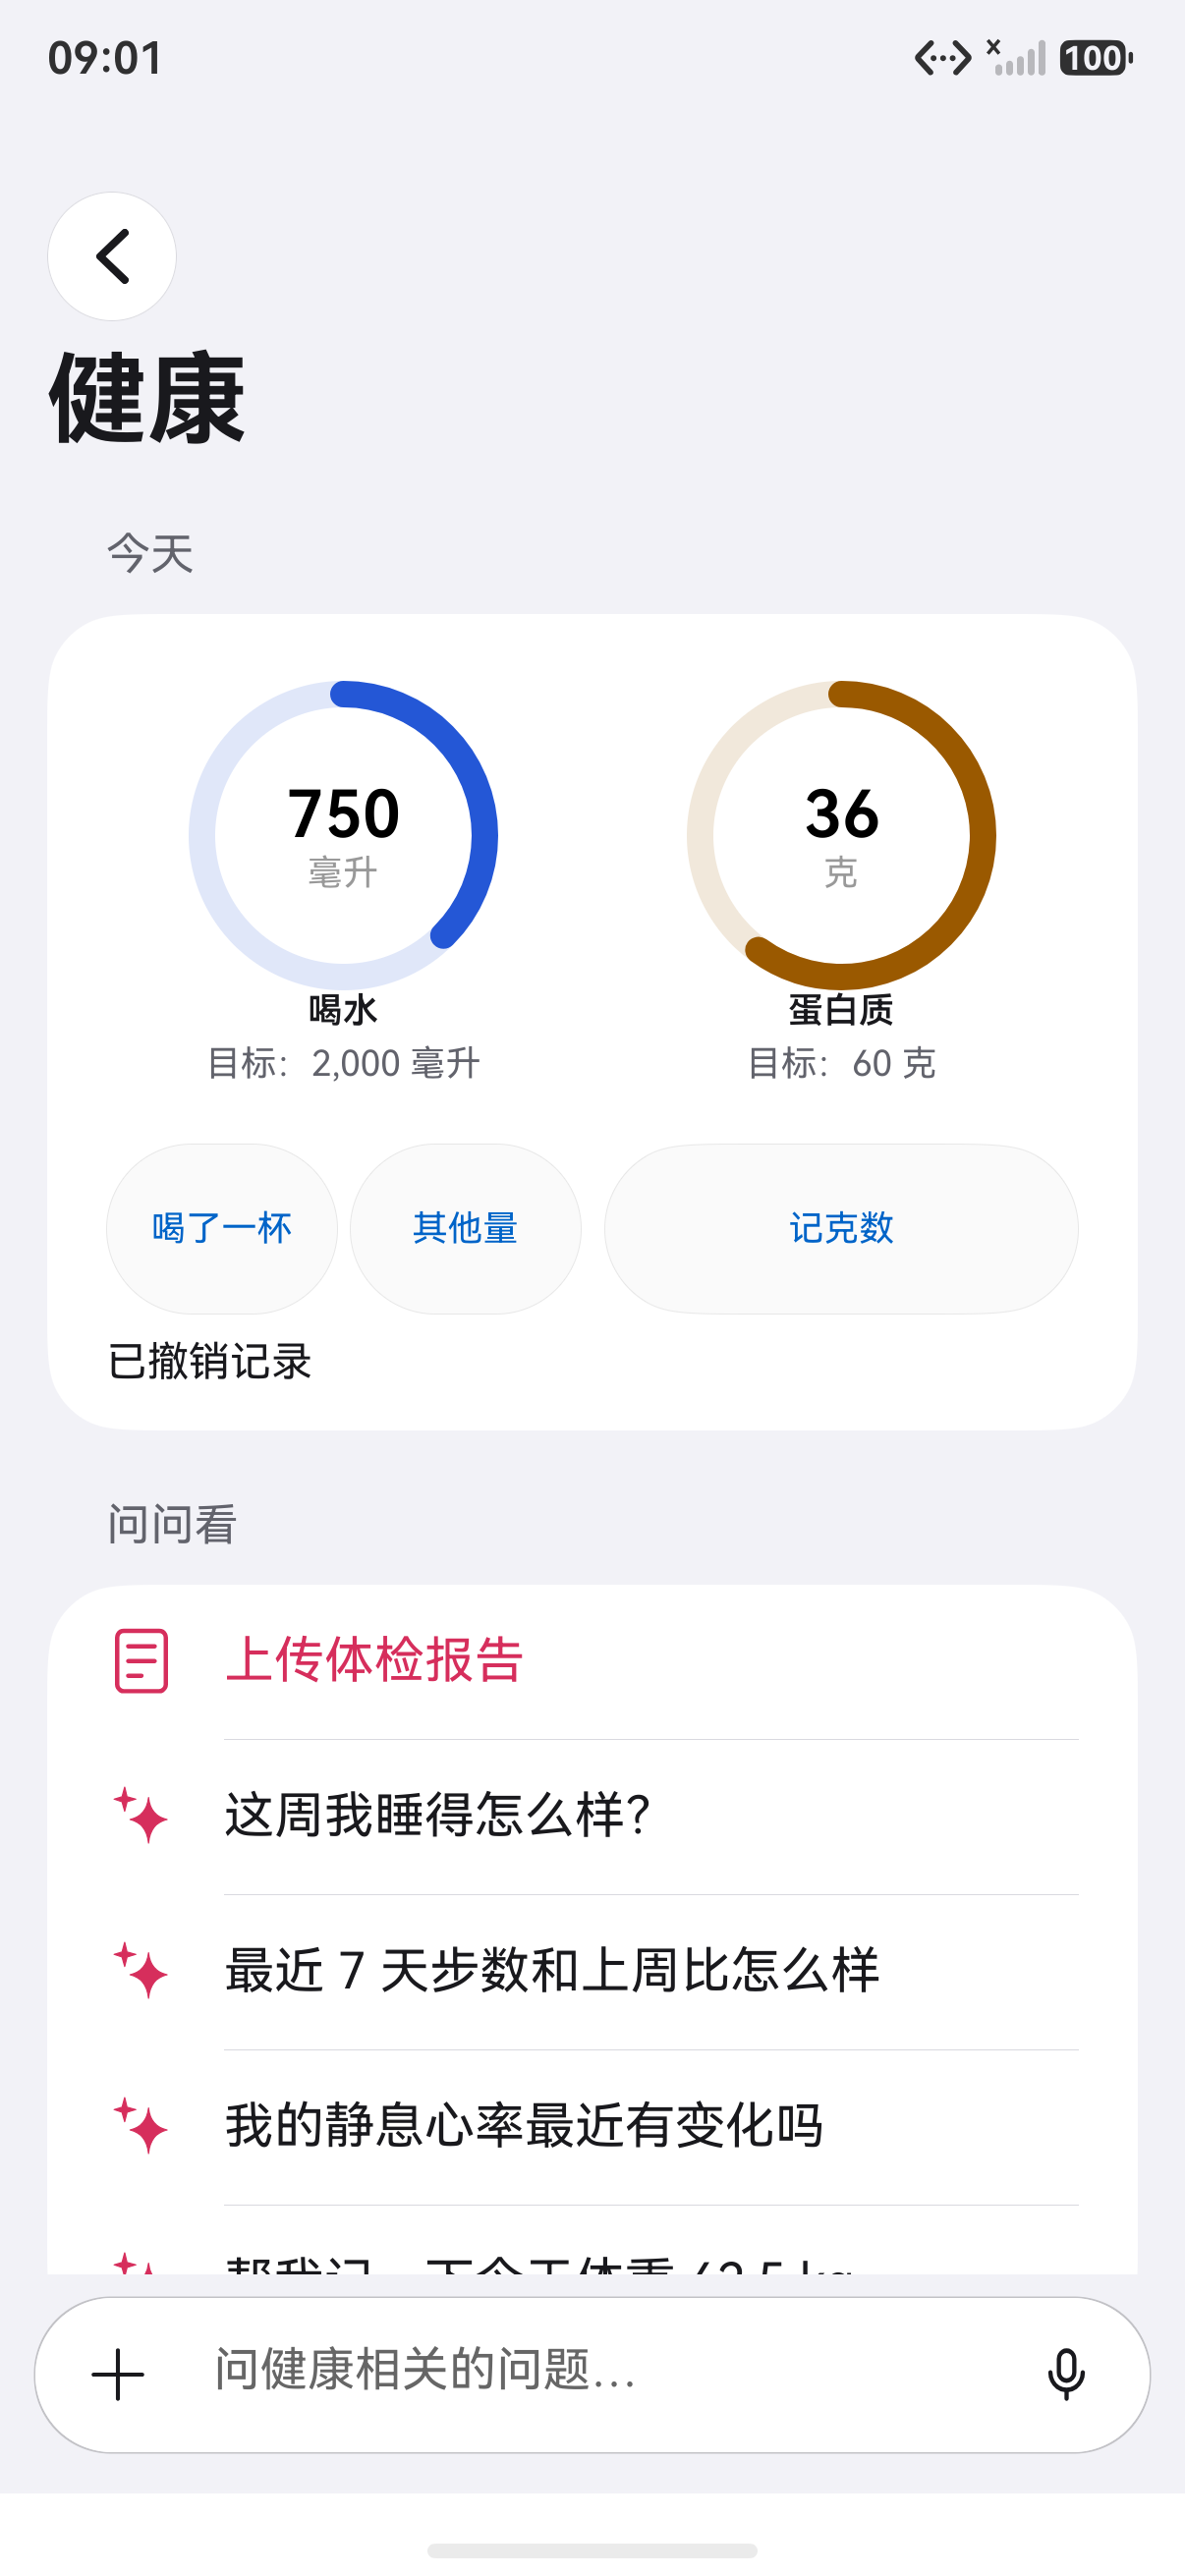 09:01
100
健康
今天
750
毫升
36
克
喝水
蛋白质
目标：2,000 毫升
目标：60 克
喝了一杯
其他量
记克数
已撤销记录
问问看
上传体检报告
这周我睡得怎么样？
最近 7 天步数和上周比怎么样
我的静息心率最近有变化吗
问健康相关的问题…